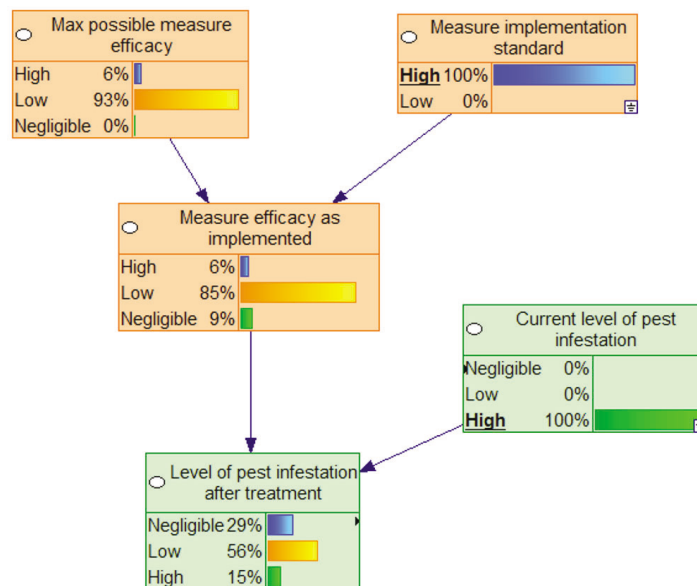 Max possible measure
efficacy
High 6%
Low 93%
Negligible 0%
Measure implementation
standard
High 100%
Low 0%
Measure efficacy as
implemented
High 6%
Low 85%
Negligible 9%
Current level of pest
infestation
Negligible 0%
Low 0%
High 100%
Level of pest infestation
after treatment
Negligible 29%
Low 56%
High 15%